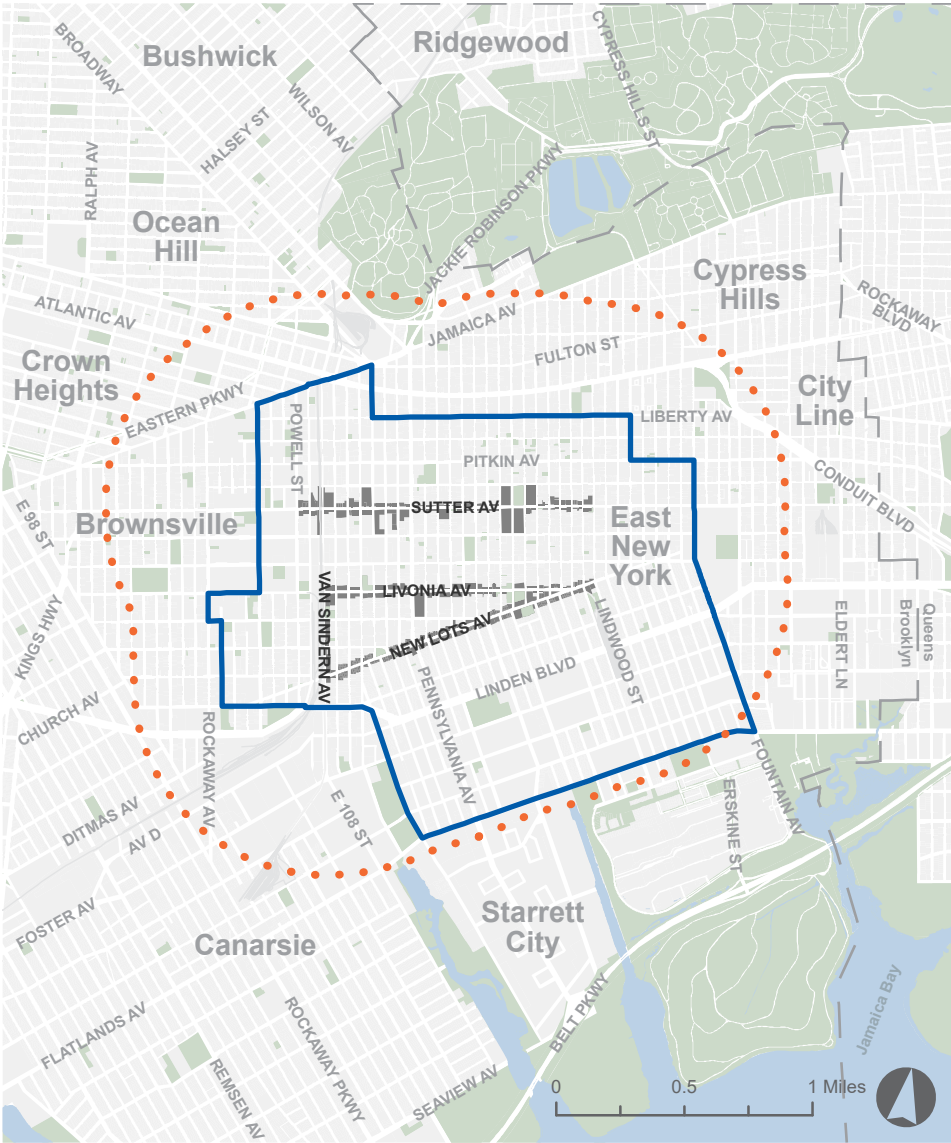 Bushwick
Ridgewood
CYPRESS HILLS ST
BROADWAY
WILSON AV
HALSEY ST
RALPH AV
JACKIE ROBINSON PKWY
Ocean
Hill
Cypress
Hills
ROCKAWAY
BLVD
ATLANTIC AV
JAMAICA AV
FULTON ST
Crown
Heights
City
Line
EASTERN PKWY
POWELL ST
LIBERTY AV
PITKIN AV
CONDUIT BLVD
E 98 ST
Brownsville
SUTTER AV
East
New
York
VAN SINDERN AV
LIVONIA AV
NEW LOTS AV
LINDWOOD ST
ELDERT LN
Queens
Brooklyn
KINGS HWY
LINDEN BLVD
PENNSYLVANIA AV
CHURCH AV
ROCKAWAY AV
FOUNTAIN AV
ERSKINE ST
E 108 ST
DITMAS AV
AV D
FOSTER AV
Starrett
City
Canarsie
Jamaica Bay
BELT PKWY
FLATLANDS AV
ROCKAWAY PKWY
REMSEN AV
SEAVIEW AV
0 0.5 1 Miles